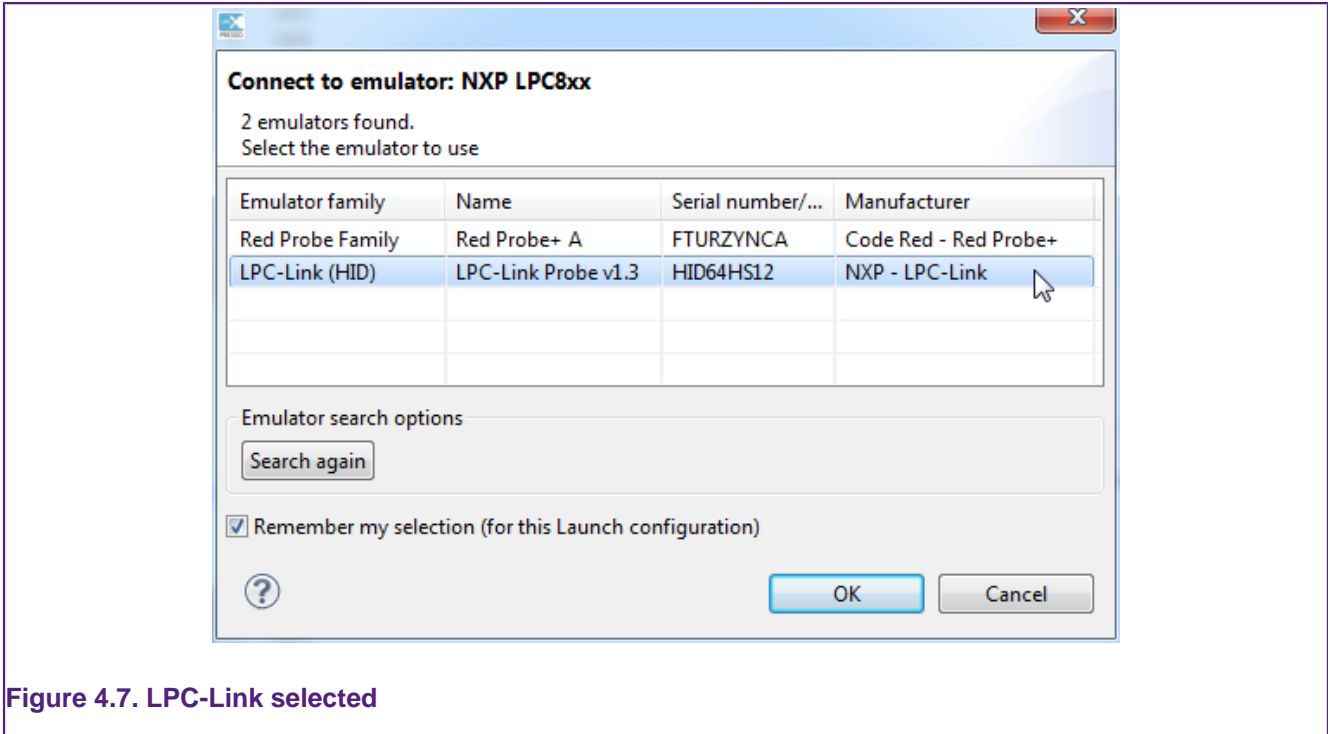 PRESSO
Connect to emulator: NXP LPC8xx
2 emulators found.
Select the emulator to use
Emulator family Name Serial number/... Manufacturer
Red Probe Family Red Probe+ A FTURZYNCA Code Red - Red Probe+
LPC-Link (HID) LPC-Link Probe v1.3 HID64HS12 NXP - LPC-Link
Emulator search options
Search again
Remember my selection (for this Launch configuration)
OK Cancel
Figure 4.7. LPC-Link selected